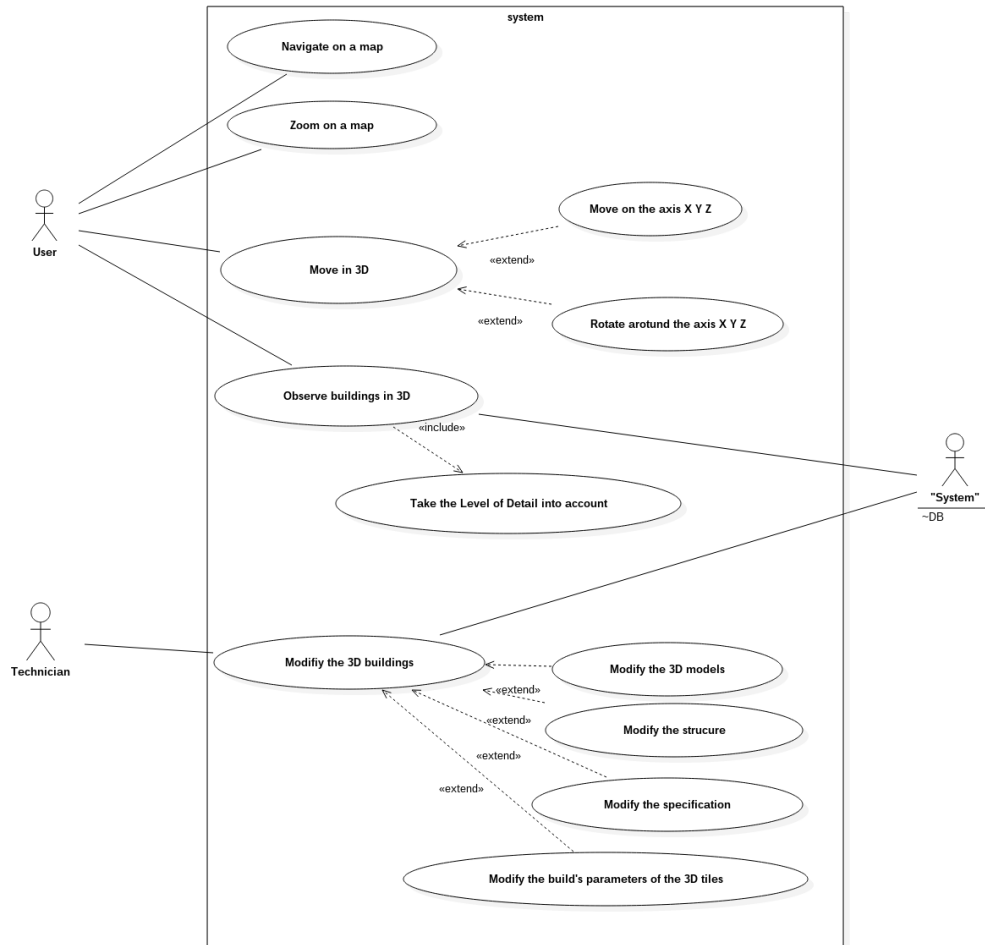 system
Navigate on a map
Zoom on a map
Move on the axis X Y Z
User
«extend»
Move in 3D
«extend»
Rotate arotund the axis X Y Z
Observe buildings in 3D
«include»
"System"
Take the Level of Detail into account
~DB
Technician
Modifiy the 3D buildings
Modify the 3D models
«extend»
«extend»
Modify the strucure
«extend»
«extend»
Modify the specification
Modify the build's parameters of the 3D tiles